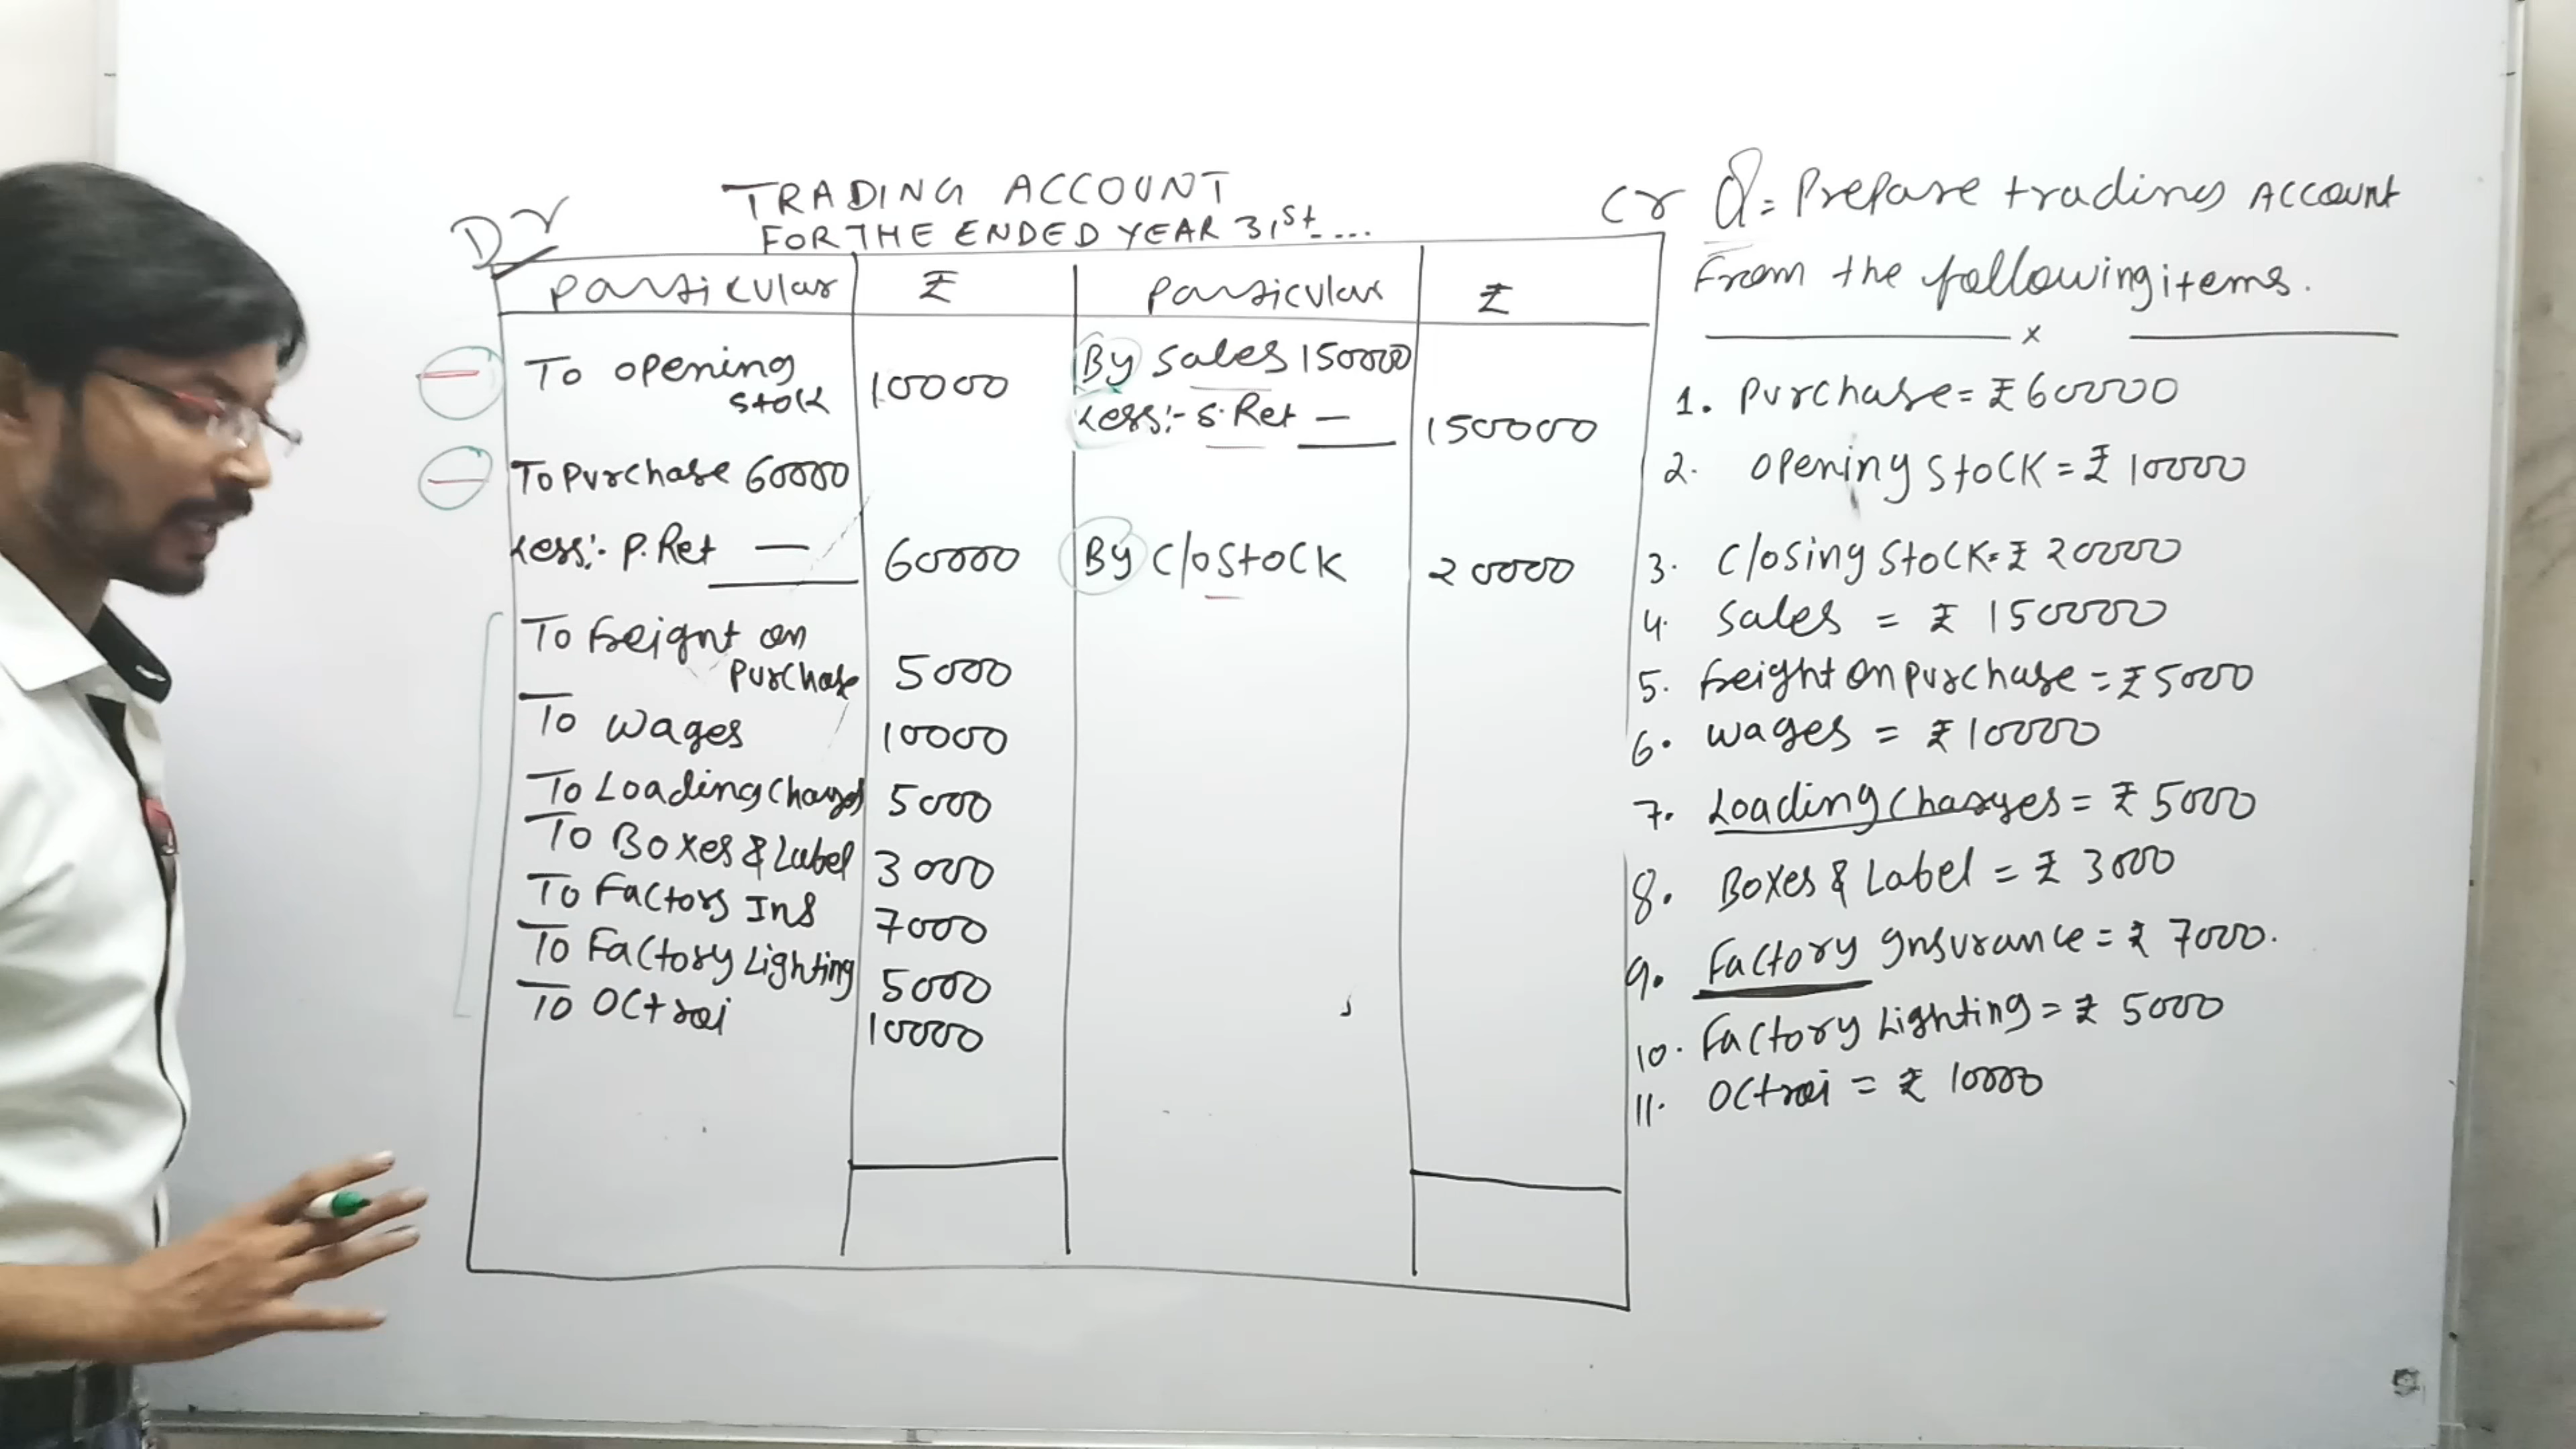 TRADING ACCOUNT
FOR THE ENDED YEAR 31st....
Dr
Cr
Particular ₹ Particular ₹
To opening
stock 10000
To Purchase 60000
Less:- P. Ret — 60000
To Freight on
Purchase 5000
To wages 10000
To Loading Charges 5000
To Boxes & Label 3000
To Factory Ins 7000
To Factory Lighting 5000
To Octroi 10000
By Sales 150000
Less:- S. Ret — 150000
By Clo Stock 20000
Q = Prepare trading Account
From the following items.
x
1. Purchase = ₹ 60000
2. Opening Stock = ₹ 10000
3. Closing Stock = ₹ 20000
4. Sales = ₹ 150000
5. Freight on Purchase = ₹ 5000
6. Wages = ₹ 10000
7. Loading Charges = ₹ 5000
8. Boxes & Label = ₹ 3000
9. Factory Insurance = ₹ 7000.
10. Factory Lighting = ₹ 5000
11. Octroi = ₹ 10000